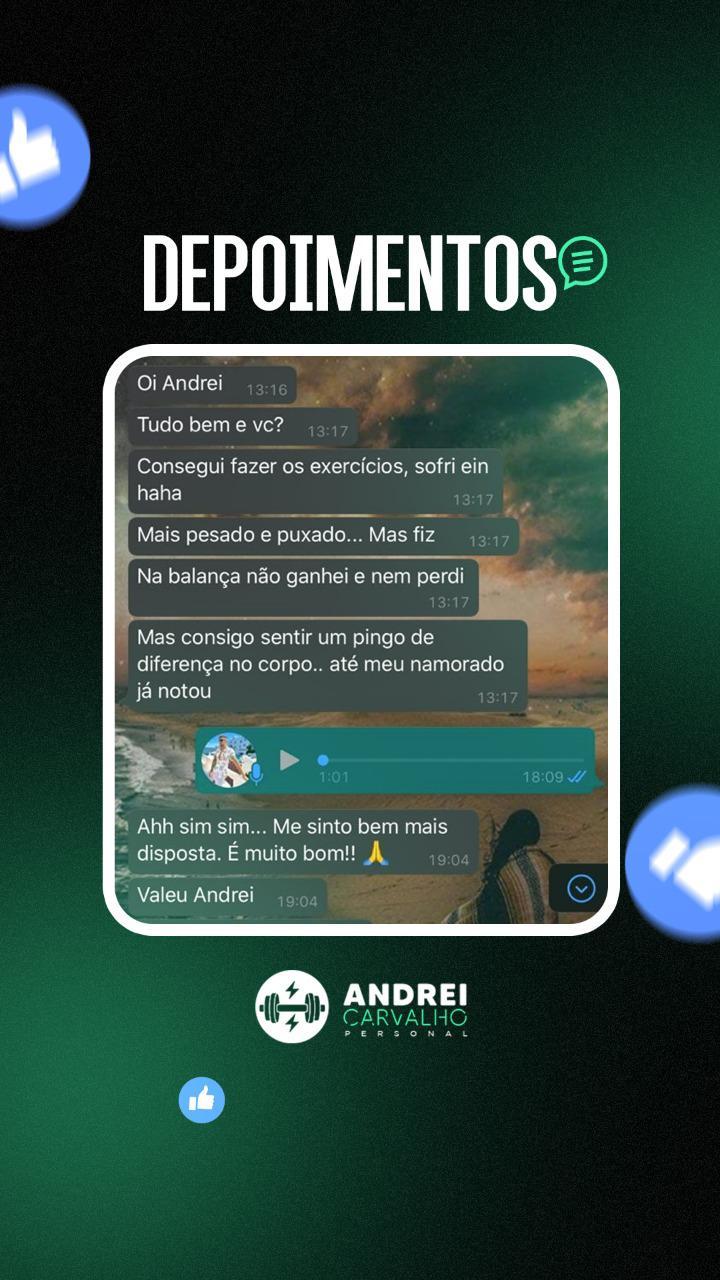 DEPOIMENTOS
Oi Andrei 13:16
Tudo bem e vc? 13:17
Consegui fazer os exercícios, sofri ein
haha 13:17
Mais pesado e puxado... Mas fiz 13:17
Na balança não ganhei e nem perdi
13:17
Mas consigo sentir um pingo de
diferença no corpo.. até meu namorado
já notou 13:17
1:01 18:09
Ahh sim sim... Me sinto bem mais
disposta. É muito bom!! 🙏 19:04
Valeu Andrei 19:04
ANDREI
CARVALHO
PERSONAL